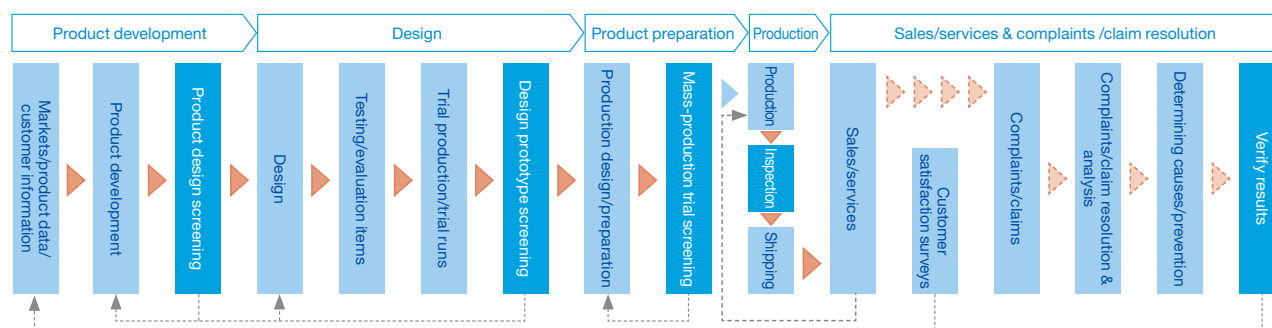 Product development
Design
Product preparation
Production
Sales/services & complaints /claim resolution
Markets/product data/
customer information
Product development
Product design screening
Design
Testing/evaluation items
Trial production/trial runs
Design prototype screening
Production design/preparation
Mass-production trial screening
Production
Inspection
Shipping
Sales/services
Customer
satisfaction surveys
Complaints/claims
Complaints/claim resolution &
analysis
Determining causes/prevention
Verify results